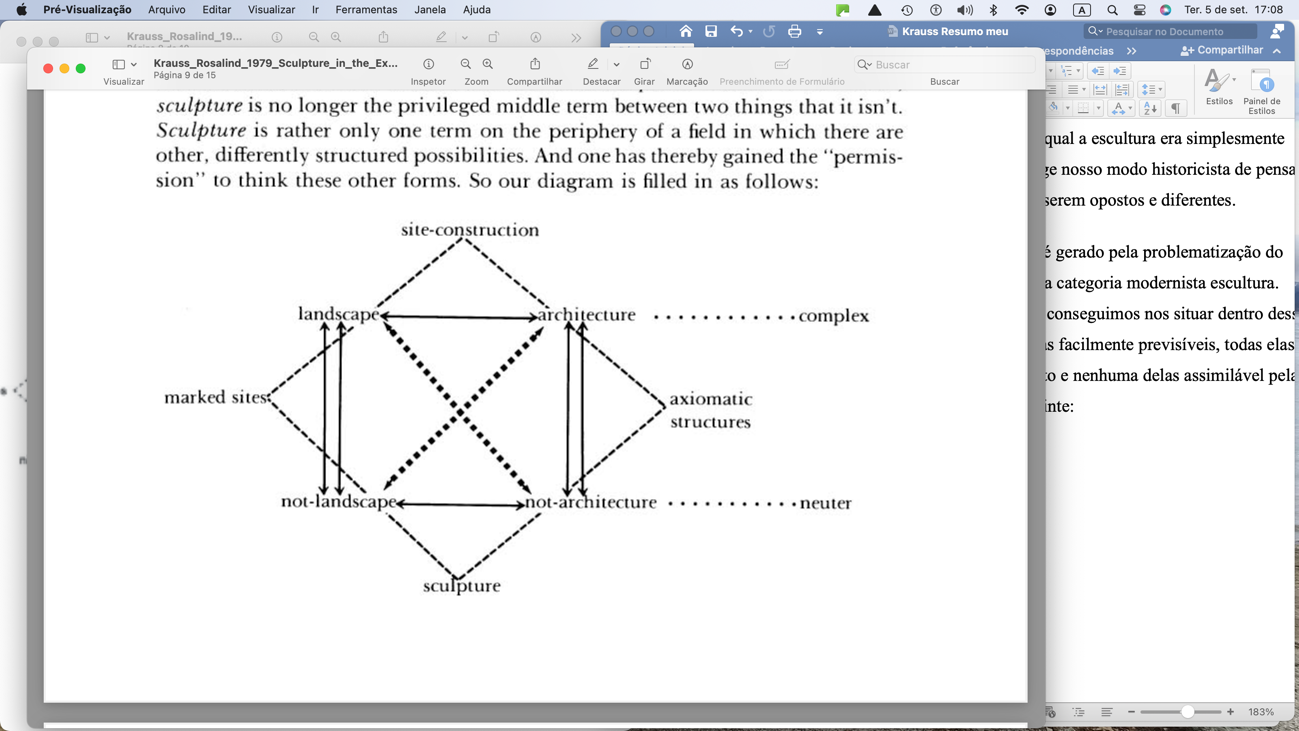 Pré-Visualização Arquivo Editar Visualizar Ir Ferramentas Janela Ajuda
A Ter. 5 de set. 17:08
Krauss_Rosalind_19...
Krauss Resumo meu
Pesquisar no Documento
Krauss_Rosalind_1979_Sculpture_in_the_Ex...
Página 9 de 15
Visualizar
Inspetor
Zoom
Compartilhar
Destacar
Girar
Marcação
Preenchimento de Formulário
Buscar
Buscar
respondências
Compartilhar
Estilos
Painel de
Estilos
sculpture is no longer the privileged middle term between two things that it isn't.
Sculpture is rather only one term on the periphery of a field in which there are
other, differently structured possibilities. And one has thereby gained the "permis-
sion" to think these other forms. So our diagram is filled in as follows:
site-construction
landscape
architecture
complex
marked sites
axiomatic
structures
not-landscape
not-architecture
neuter
sculpture
qual a escultura era simplesmente
ge nosso modo historicista de pensa
serem opostos e diferentes.
é gerado pela problematização do
a categoria modernista escultura.
conseguimos nos situar dentro dess
as facilmente previsíveis, todas elas
to e nenhuma delas assimilável pela
inte:
183%